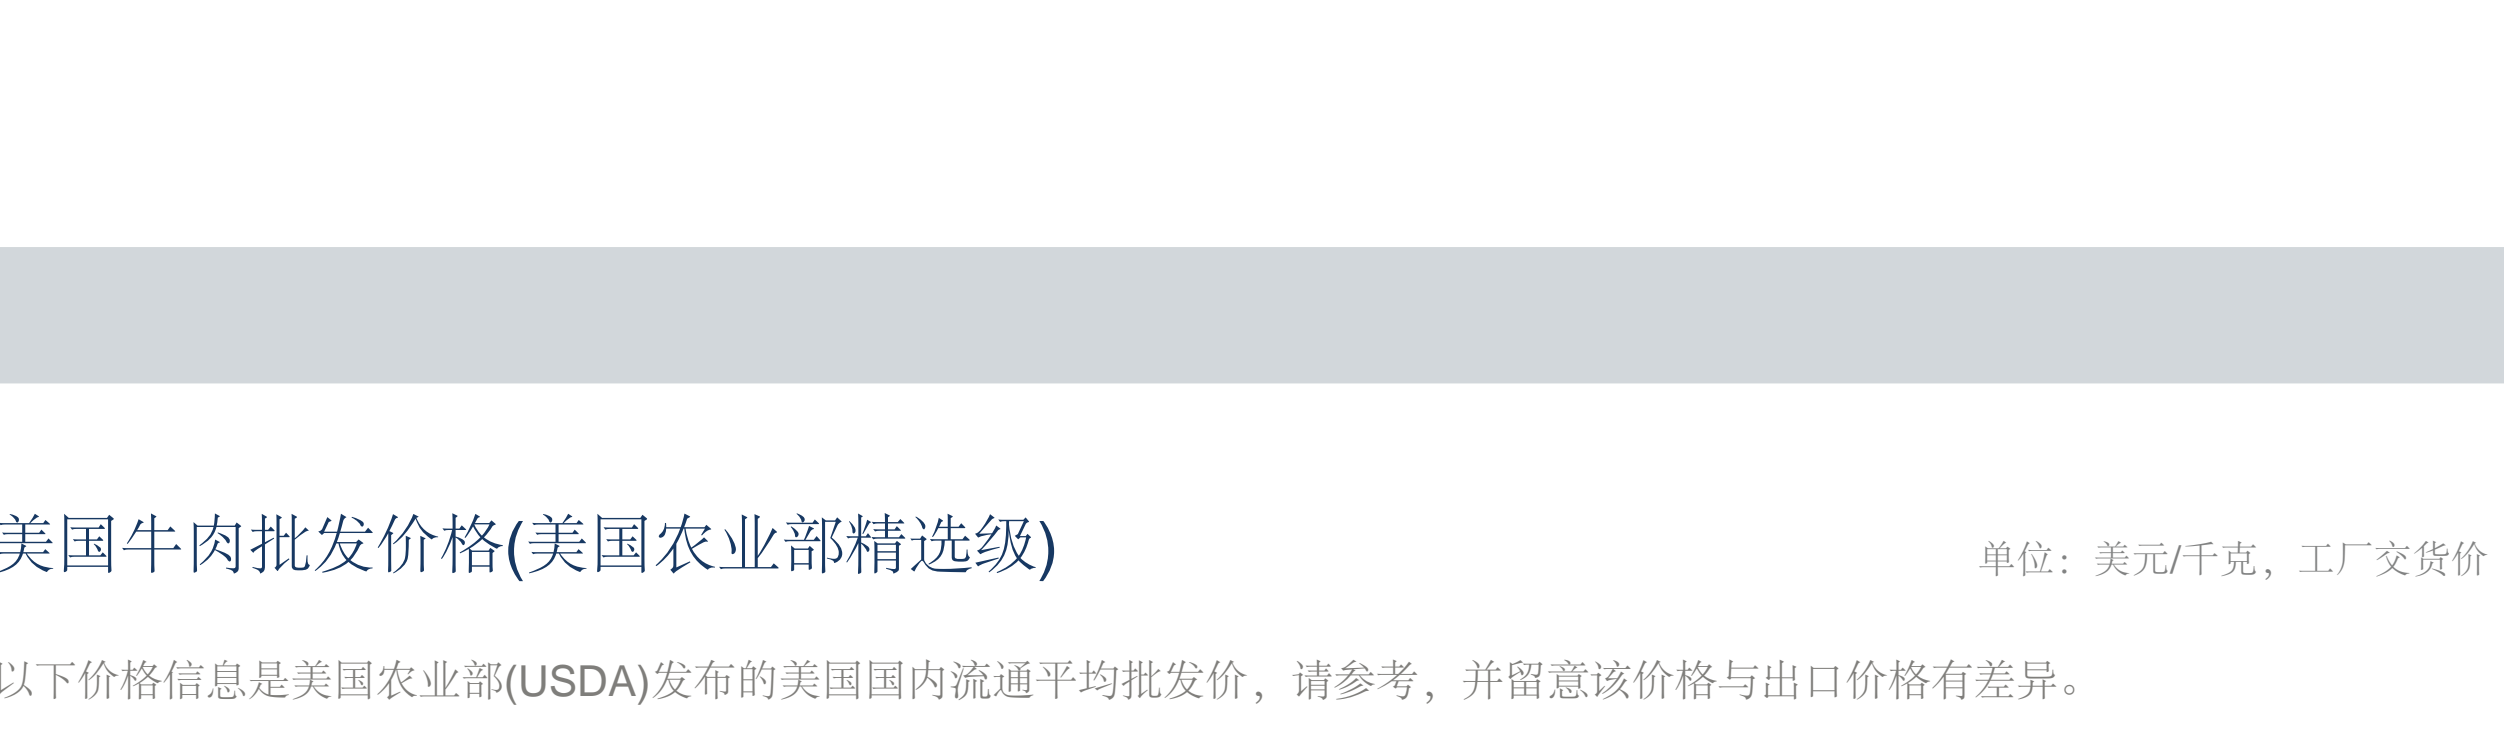 美国牛肉批发价格(美国农业部精选级)
单位：美元/千克，工厂交货价
以下价格信息是美国农业部(USDA)发布的美国国内流通平均批发价，请参考，并留意该价格与出口价格有差异。